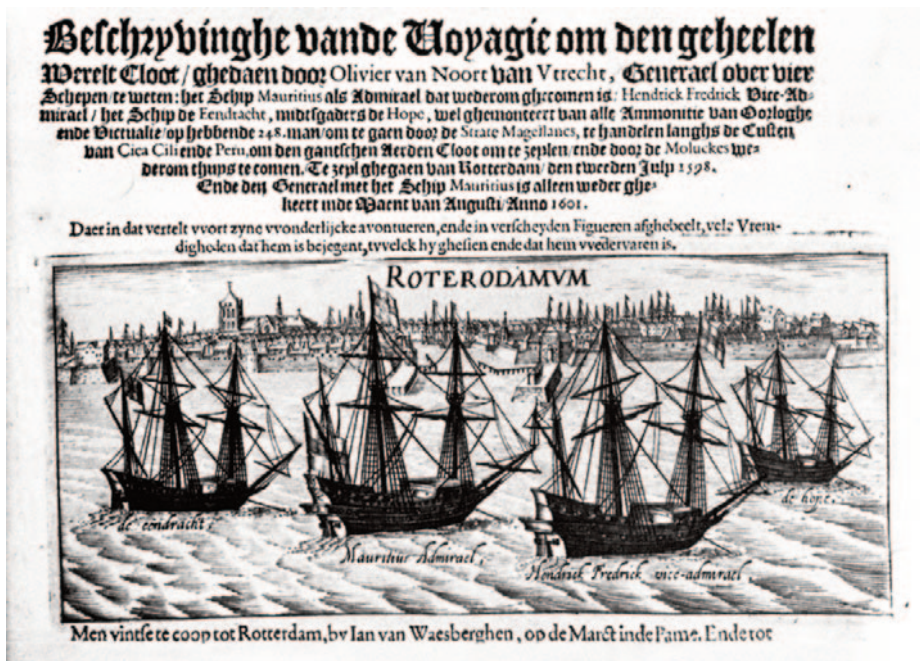 Beschryvinghe vande Voyagie om den geheelen
Werelt Cloot / ghedaen door Olivier van Noort van Vtrecht, Generael over vier
Schepen / te weten: het Schip Mauritius als Admirael dat wederom ghecomen is / Hendrick Fredrick Vice-Ad-
mirael / het Schip de Eendracht, midtsgaders de Hope, wel ghemonteert van alle Ammonitie van Oorloghe
ende Victualie / op hebbende 248. man / om te gaen door de Strate Magellanes, te handelen langhs de Custen
van Cica Cili ende Peru, om den gantschen Aerden Cloot om te zeylen / ende door de Moluckes we-
derom thuys te comen. Te zeyl ghegaen van Rotterdam / den tweeden July 1598.
Ende den Generael met het Schip Mauritius is alleen weder ghe-
keert inde Maent van Augusti / Anno 1601.
Daer in dat vertelt wort zyne wonderlijcke avontueren, ende in verscheyden Figueren afghebeelt, vele Vrem-
digheden dat hem is bejegent, twelck hy ghesien ende dat hem wedervaren is.
ROTERODAMVM
de hope.
de eendracht.
Mauritius Admirael,
Hendrick Fredrick vice-admirael,
Men vintse te coop tot Rotterdam, by Ian van Waesberghen, op de Marct inde Fame. Ende tot